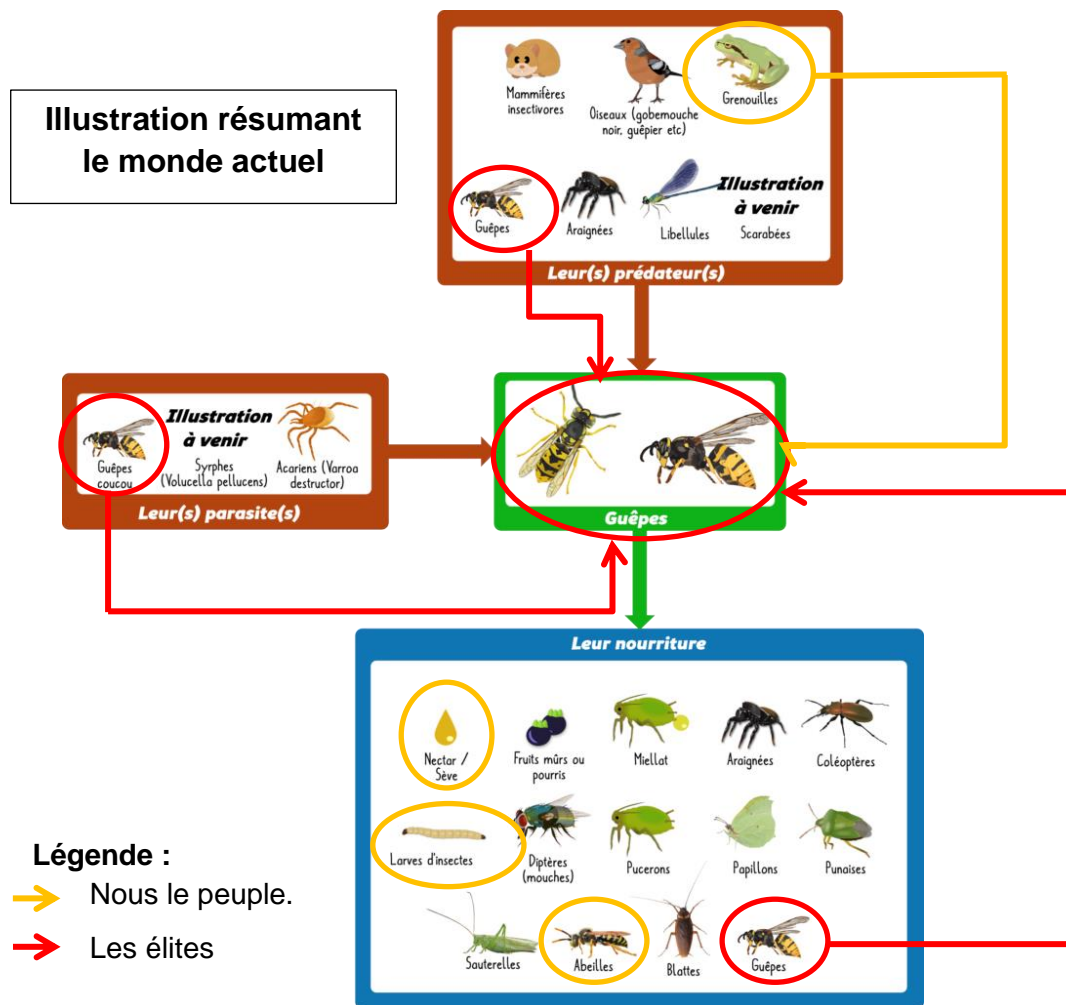 Illustration résumant
le monde actuel
Mammifères
insectivores
Oiseaux (gobemouche
noir, guêpier etc)
Grenouilles
Guêpes
Araignées
Libellules
Illustration
à venir
Scarabées
Leur(s) prédateur(s)
Guêpes
coucou
Illustration
à venir
Syrphes
(Volucella pellucens)
Acariens (Varroa
destructor)
Leur(s) parasite(s)
Guêpes
Leur nourriture
Nectar /
Sève
Fruits mûrs ou
pourris
Miellat
Araignées
Coléoptères
Larves d'insectes
Diptères
(mouches)
Pucerons
Papillons
Punaises
Sauterelles
Abeilles
Blattes
Guêpes
Légende :
Nous le peuple.
Les élites